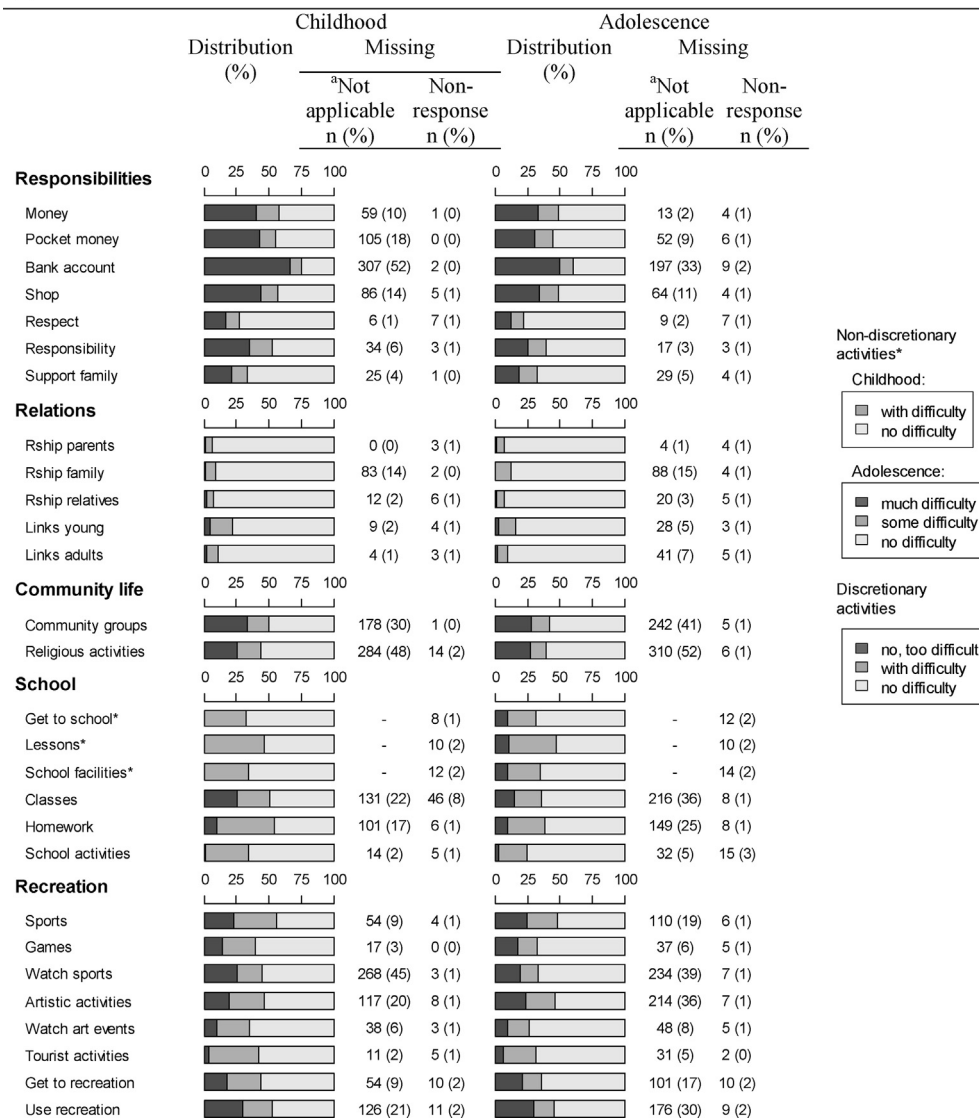 Childhood Adolescence
Distribution (%) Missing Distribution (%) Missing
aNot applicable n (%) Non-response n (%) aNot applicable n (%) Non-response n (%)
Responsibilities 0 25 50 75 100 0 25 50 75 100
Money 59 (10) 1 (0) 13 (2) 4 (1)
Pocket money 105 (18) 0 (0) 52 (9) 6 (1)
Bank account 307 (52) 2 (0) 197 (33) 9 (2)
Shop 86 (14) 5 (1) 64 (11) 4 (1)
Respect 6 (1) 7 (1) 9 (2) 7 (1)
Responsibility 34 (6) 3 (1) 17 (3) 3 (1)
Support family 25 (4) 1 (0) 29 (5) 4 (1)
Relations 0 25 50 75 100 0 25 50 75 100
Rship parents 0 (0) 3 (1) 4 (1) 4 (1)
Rship family 83 (14) 2 (0) 88 (15) 4 (1)
Rship relatives 12 (2) 6 (1) 20 (3) 5 (1)
Links young 9 (2) 4 (1) 28 (5) 3 (1)
Links adults 4 (1) 3 (1) 41 (7) 5 (1)
Community life 0 25 50 75 100 0 25 50 75 100
Community groups 178 (30) 1 (0) 242 (41) 5 (1)
Religious activities 284 (48) 14 (2) 310 (52) 6 (1)
School 0 25 50 75 100 0 25 50 75 100
Get to school* - 8 (1) - 12 (2)
Lessons* - 10 (2) - 10 (2)
School facilities* - 12 (2) - 14 (2)
Classes 131 (22) 46 (8) 216 (36) 8 (1)
Homework 101 (17) 6 (1) 149 (25) 8 (1)
School activities 14 (2) 5 (1) 32 (5) 15 (3)
Recreation 0 25 50 75 100 0 25 50 75 100
Sports 54 (9) 4 (1) 110 (19) 6 (1)
Games 17 (3) 0 (0) 37 (6) 5 (1)
Watch sports 268 (45) 3 (1) 234 (39) 7 (1)
Artistic activities 117 (20) 8 (1) 214 (36) 7 (1)
Watch art events 38 (6) 3 (1) 48 (8) 5 (1)
Tourist activities 11 (2) 5 (1) 31 (5) 2 (0)
Get to recreation 54 (9) 10 (2) 101 (17) 10 (2)
Use recreation 126 (21) 11 (2) 176 (30) 9 (2)
Non-discretionary
activities*
Childhood:
with difficulty
no difficulty
Adolescence:
much difficulty
some difficulty
no difficulty
Discretionary
activities
no, too difficult
with difficulty
no difficulty